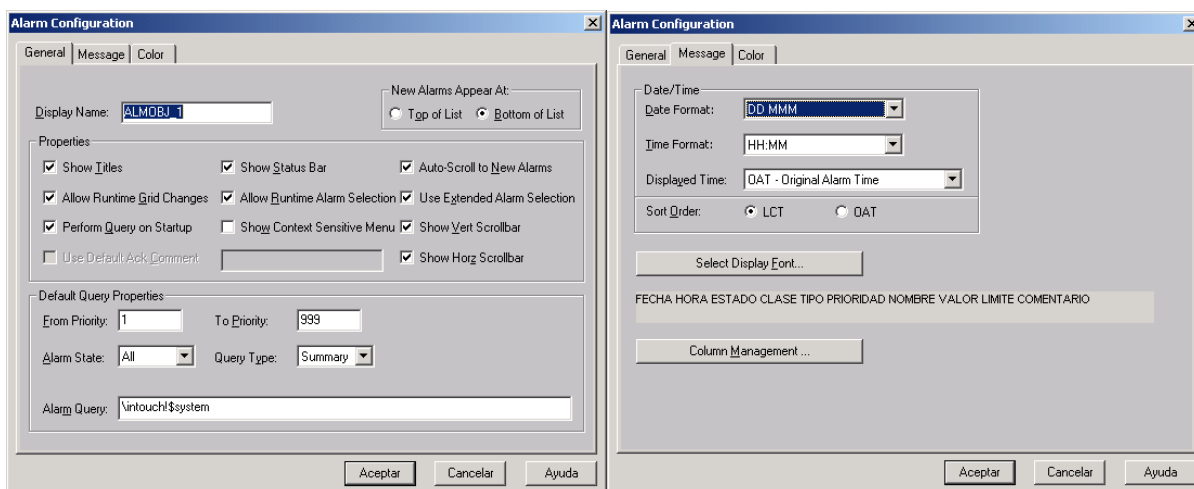 Alarm Configuration
General Message Color
New Alarms Appear At:
Display Name: ALMOBJ_1
Top of List Bottom of List
Properties
Show Titles Show Status Bar Auto-Scroll to New Alarms
Allow Runtime Grid Changes Allow Runtime Alarm Selection Use Extended Alarm Selection
Perform Query on Startup Show Context Sensitive Menu Show Vert Scrollbar
Use Default Ack Comment Show Horz Scrollbar
Default Query Properties
From Priority: 1 To Priority: 999
Alarm State: All Query Type: Summary
Alarm Query: \intouch!$system
Aceptar Cancelar Ayuda
Alarm Configuration
General Message Color
Date/Time
Date Format: DD MMM
Time Format: HH:MM
Displayed Time: OAT - Original Alarm Time
Sort Order: LCT OAT
Select Display Font...
FECHA HORA ESTADO CLASE TIPO PRIORIDAD NOMBRE VALOR LIMITE COMENTARIO
Column Management ...
Aceptar Cancelar Ayuda